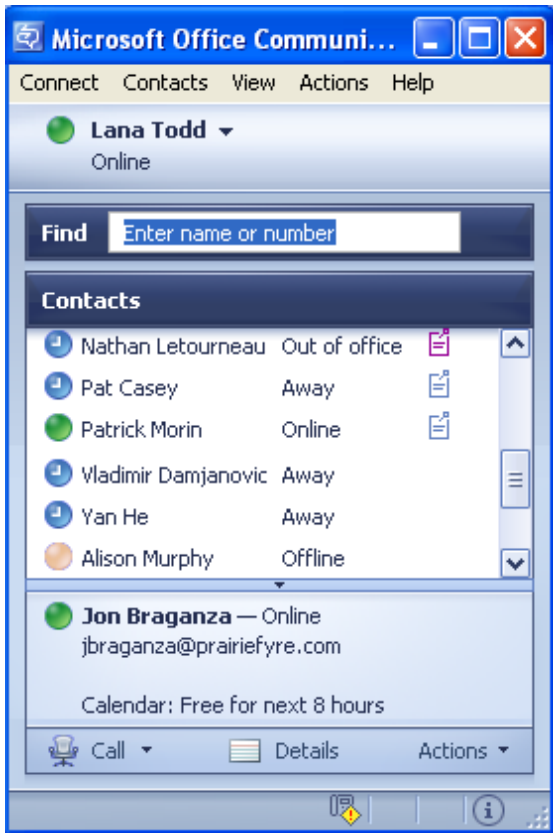 Microsoft Office Communi...
Connect Contacts View Actions Help
Lana Todd
Online
Find Enter name or number
Contacts
Nathan Letourneau Out of office
Pat Casey Away
Patrick Morin Online
Vladimir Damjanovic Away
Yan He Away
Alison Murphy Offline
Jon Braganza — Online
jbraganza@prairiefyre.com
Calendar: Free for next 8 hours
Call Details Actions